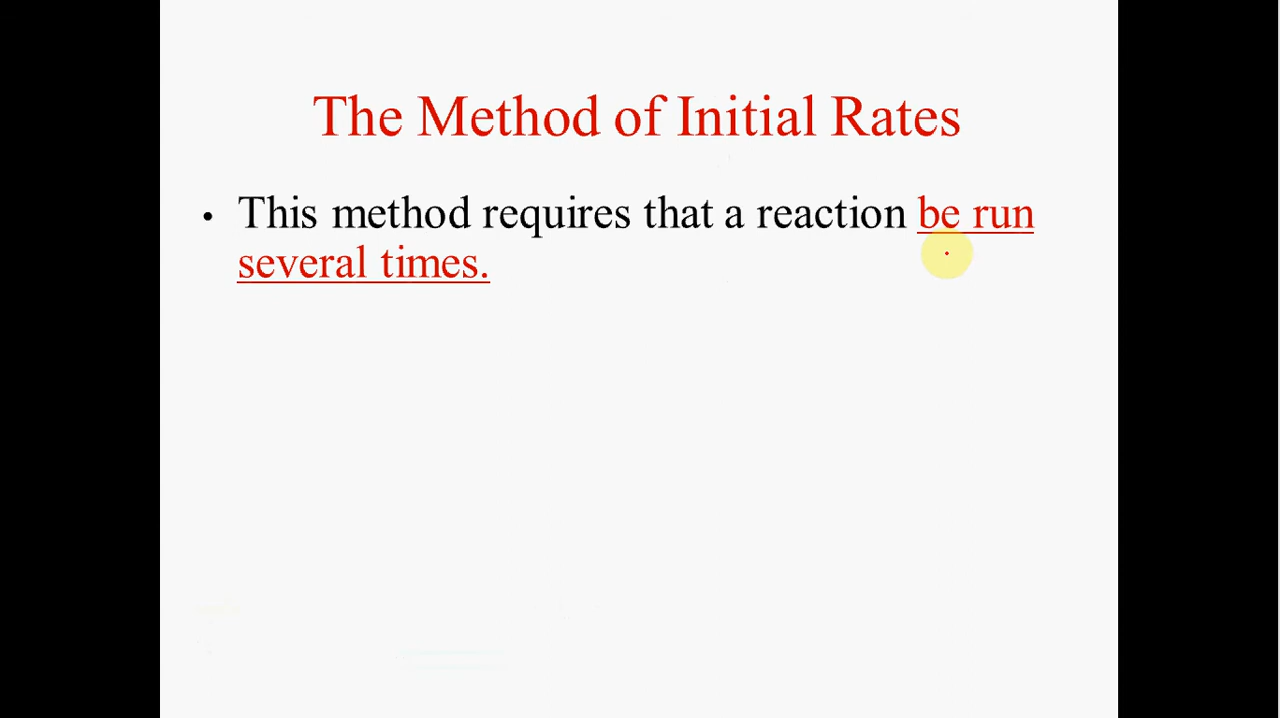 The Method of Initial Rates
• This method requires that a reaction be run
several times.